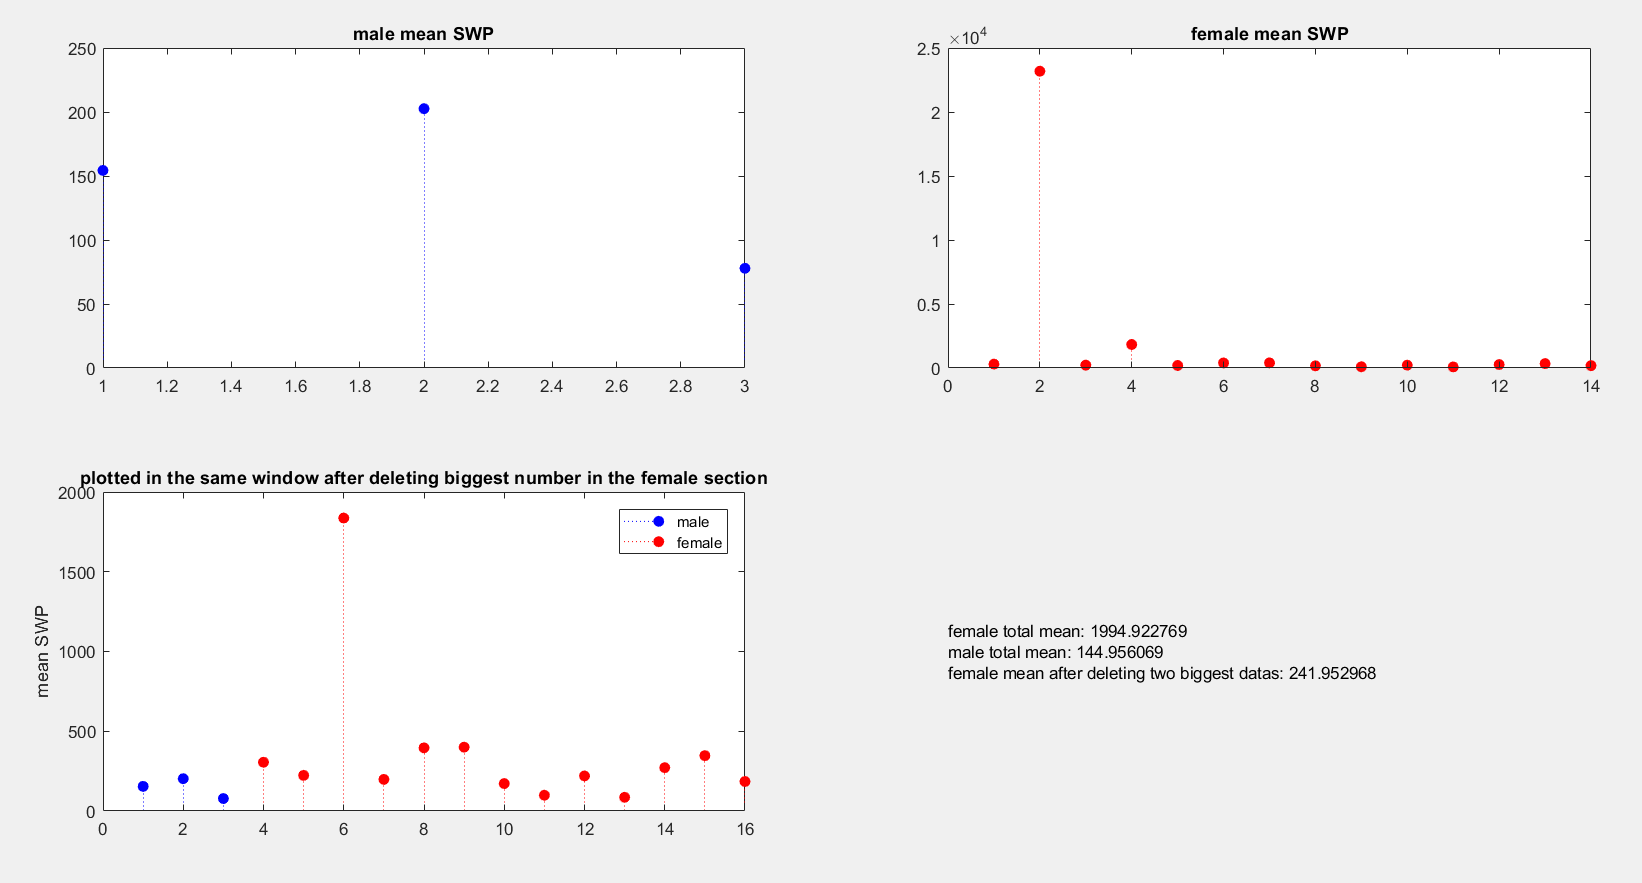 male mean SWP
250
200
150
100
50
0
1 1.2 1.4 1.6 1.8 2 2.2 2.4 2.6 2.8 3
female mean SWP
×10^4
2.5
2
1.5
1
0.5
0
0 2 4 6 8 10 12 14
plotted in the same window after deleting biggest number in the female section
2000
1500
1000
500
0
mean SWP
0 2 4 6 8 10 12 14 16
male
female
female total mean: 1994.922769
male total mean: 144.956069
female mean after deleting two biggest datas: 241.952968